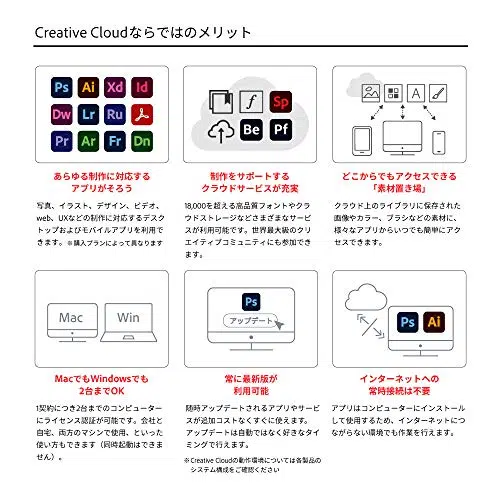 Creative Cloudならではのメリット
Ps Ai Xd Id
Dw Lr Ru
Pr Ar Fr Dn
あらゆる制作に対応する
アプリがそろう
写真、イラスト、デザイン、ビデオ、
web、UXなどの制作に対応するデスク
トップおよびモバイルアプリを利用で
きます。※購入プランによって異なります
f Sp
Be Pf
制作をサポートする
クラウドサービスが充実
18,000を超える高品質フォントやクラ
ウドストレージなどさまざまなサービ
スが利用可能です。世界最大級のクリ
エイティブコミュニティにも参加でき
ます。
A
どこからでもアクセスできる
「素材置き場」
クラウド上のライブラリに保存された
画像やカラー、ブラシなどの素材に、
様々なアプリからいつでも簡単にアク
セスできます。
Mac Win
MacでもWindowsでも
2台までOK
1契約につき2台までのコンピューター
にライセンス認証が可能です。会社と
自宅、両方のマシンで使用、といった
使い方もできます(同時起動はできま
せん)。
Ps
アップデート
常に最新版が
利用可能
随時アップデートされるアプリやサービ
スが追加コストなくすぐに使えます。
アップデートは自動ではなく好きなタイ
ミングで行えます。
※Creative Cloudの動作環境については各製品の
システム構成をご確認ください
Ps Ai
インターネットへの
常時接続は不要
アプリはコンピューターにインストール
して使用するため、インターネットにつ
ながらない環境でも作業を行えます。